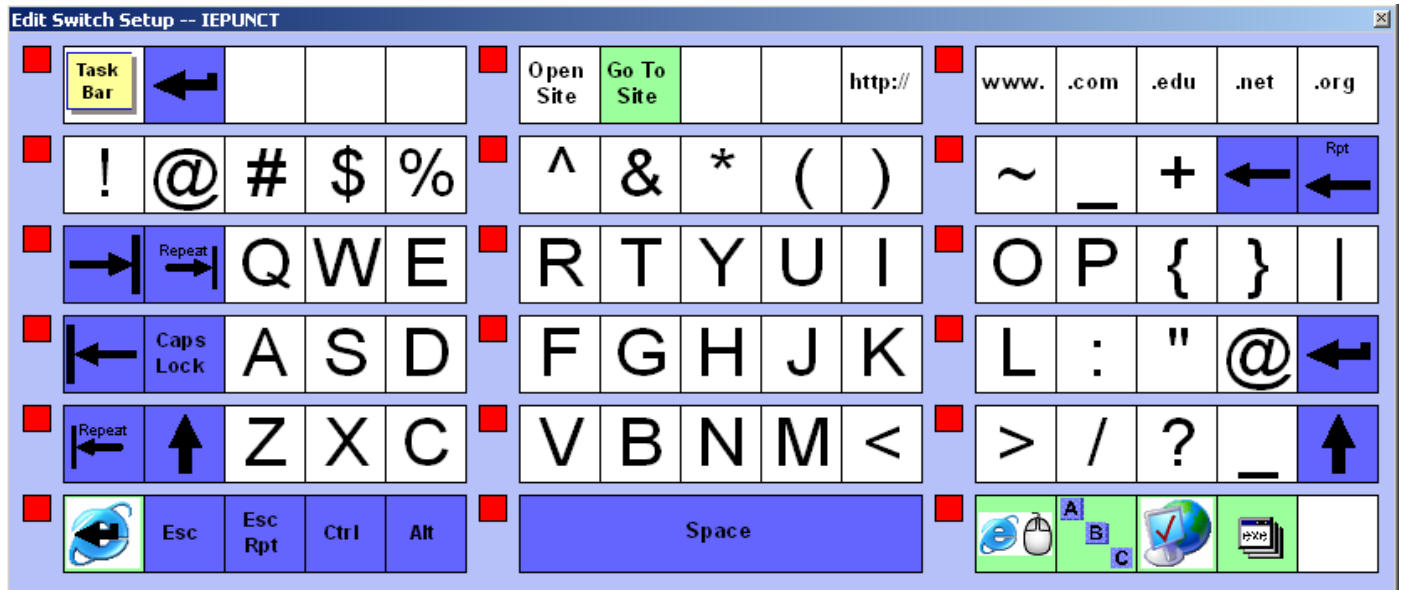 Edit Switch Setup -- IEPUNCT
Task Bar Open Site Go To Site http:// www. .com .edu .net .org
! @ # $ % ^ & * ( ) ~ _ + Rpt
Repeat Q W E R T Y U I O P { } |
Caps Lock A S D F G H J K L : " @
Repeat Z X C V B N M < > / ? _
Esc Esc Rpt Ctrl Alt Space A B C exe